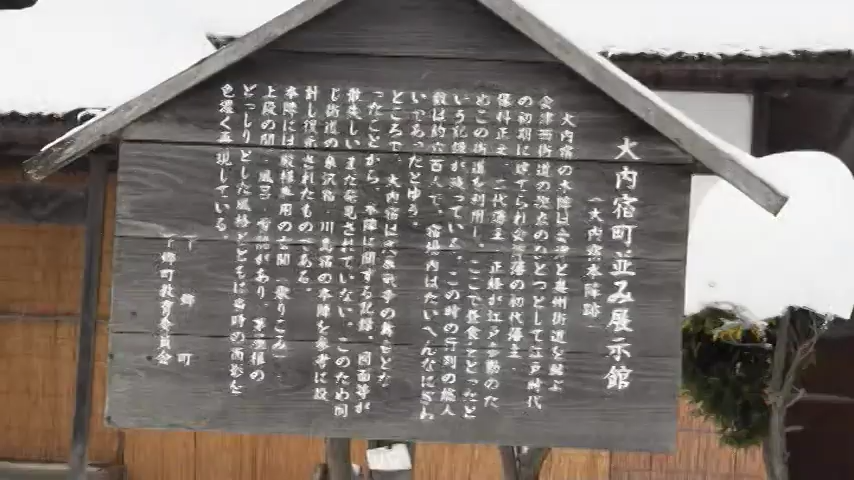 大内宿町並み展示館
(大内宿本陣跡)
大内宿の本陣は会津と奥州街道を結ぶ
会津西街道の拠点のひとつとして江戸時代
の初期に建てられ会津藩の初代藩主
保科正之、二代藩主 正経が江戸参勤のた
めこの街道を利用し、ここで昼食をとったと
いう記録が残っている。この時の行列の総人
数は約六百人で、宿場内はたいへんなにぎわ
いであったとゆう。
ところで、大内宿は戊辰戦争の舞台とな
ったことから、本陣に関する記録、図面等が
散失しいまだ発見されていない。このため同
じ街道の糸沢宿・川島宿の本陣を参考に設
計し復元されたものである。
本陣には殿様専用の玄関(乗りこみ)、
上段の間・風呂・雪隠があり 茅葺根の
どっしりとした風格とともに当時の面影を
色濃く再現している。
下郷町
下郷町教育委員会